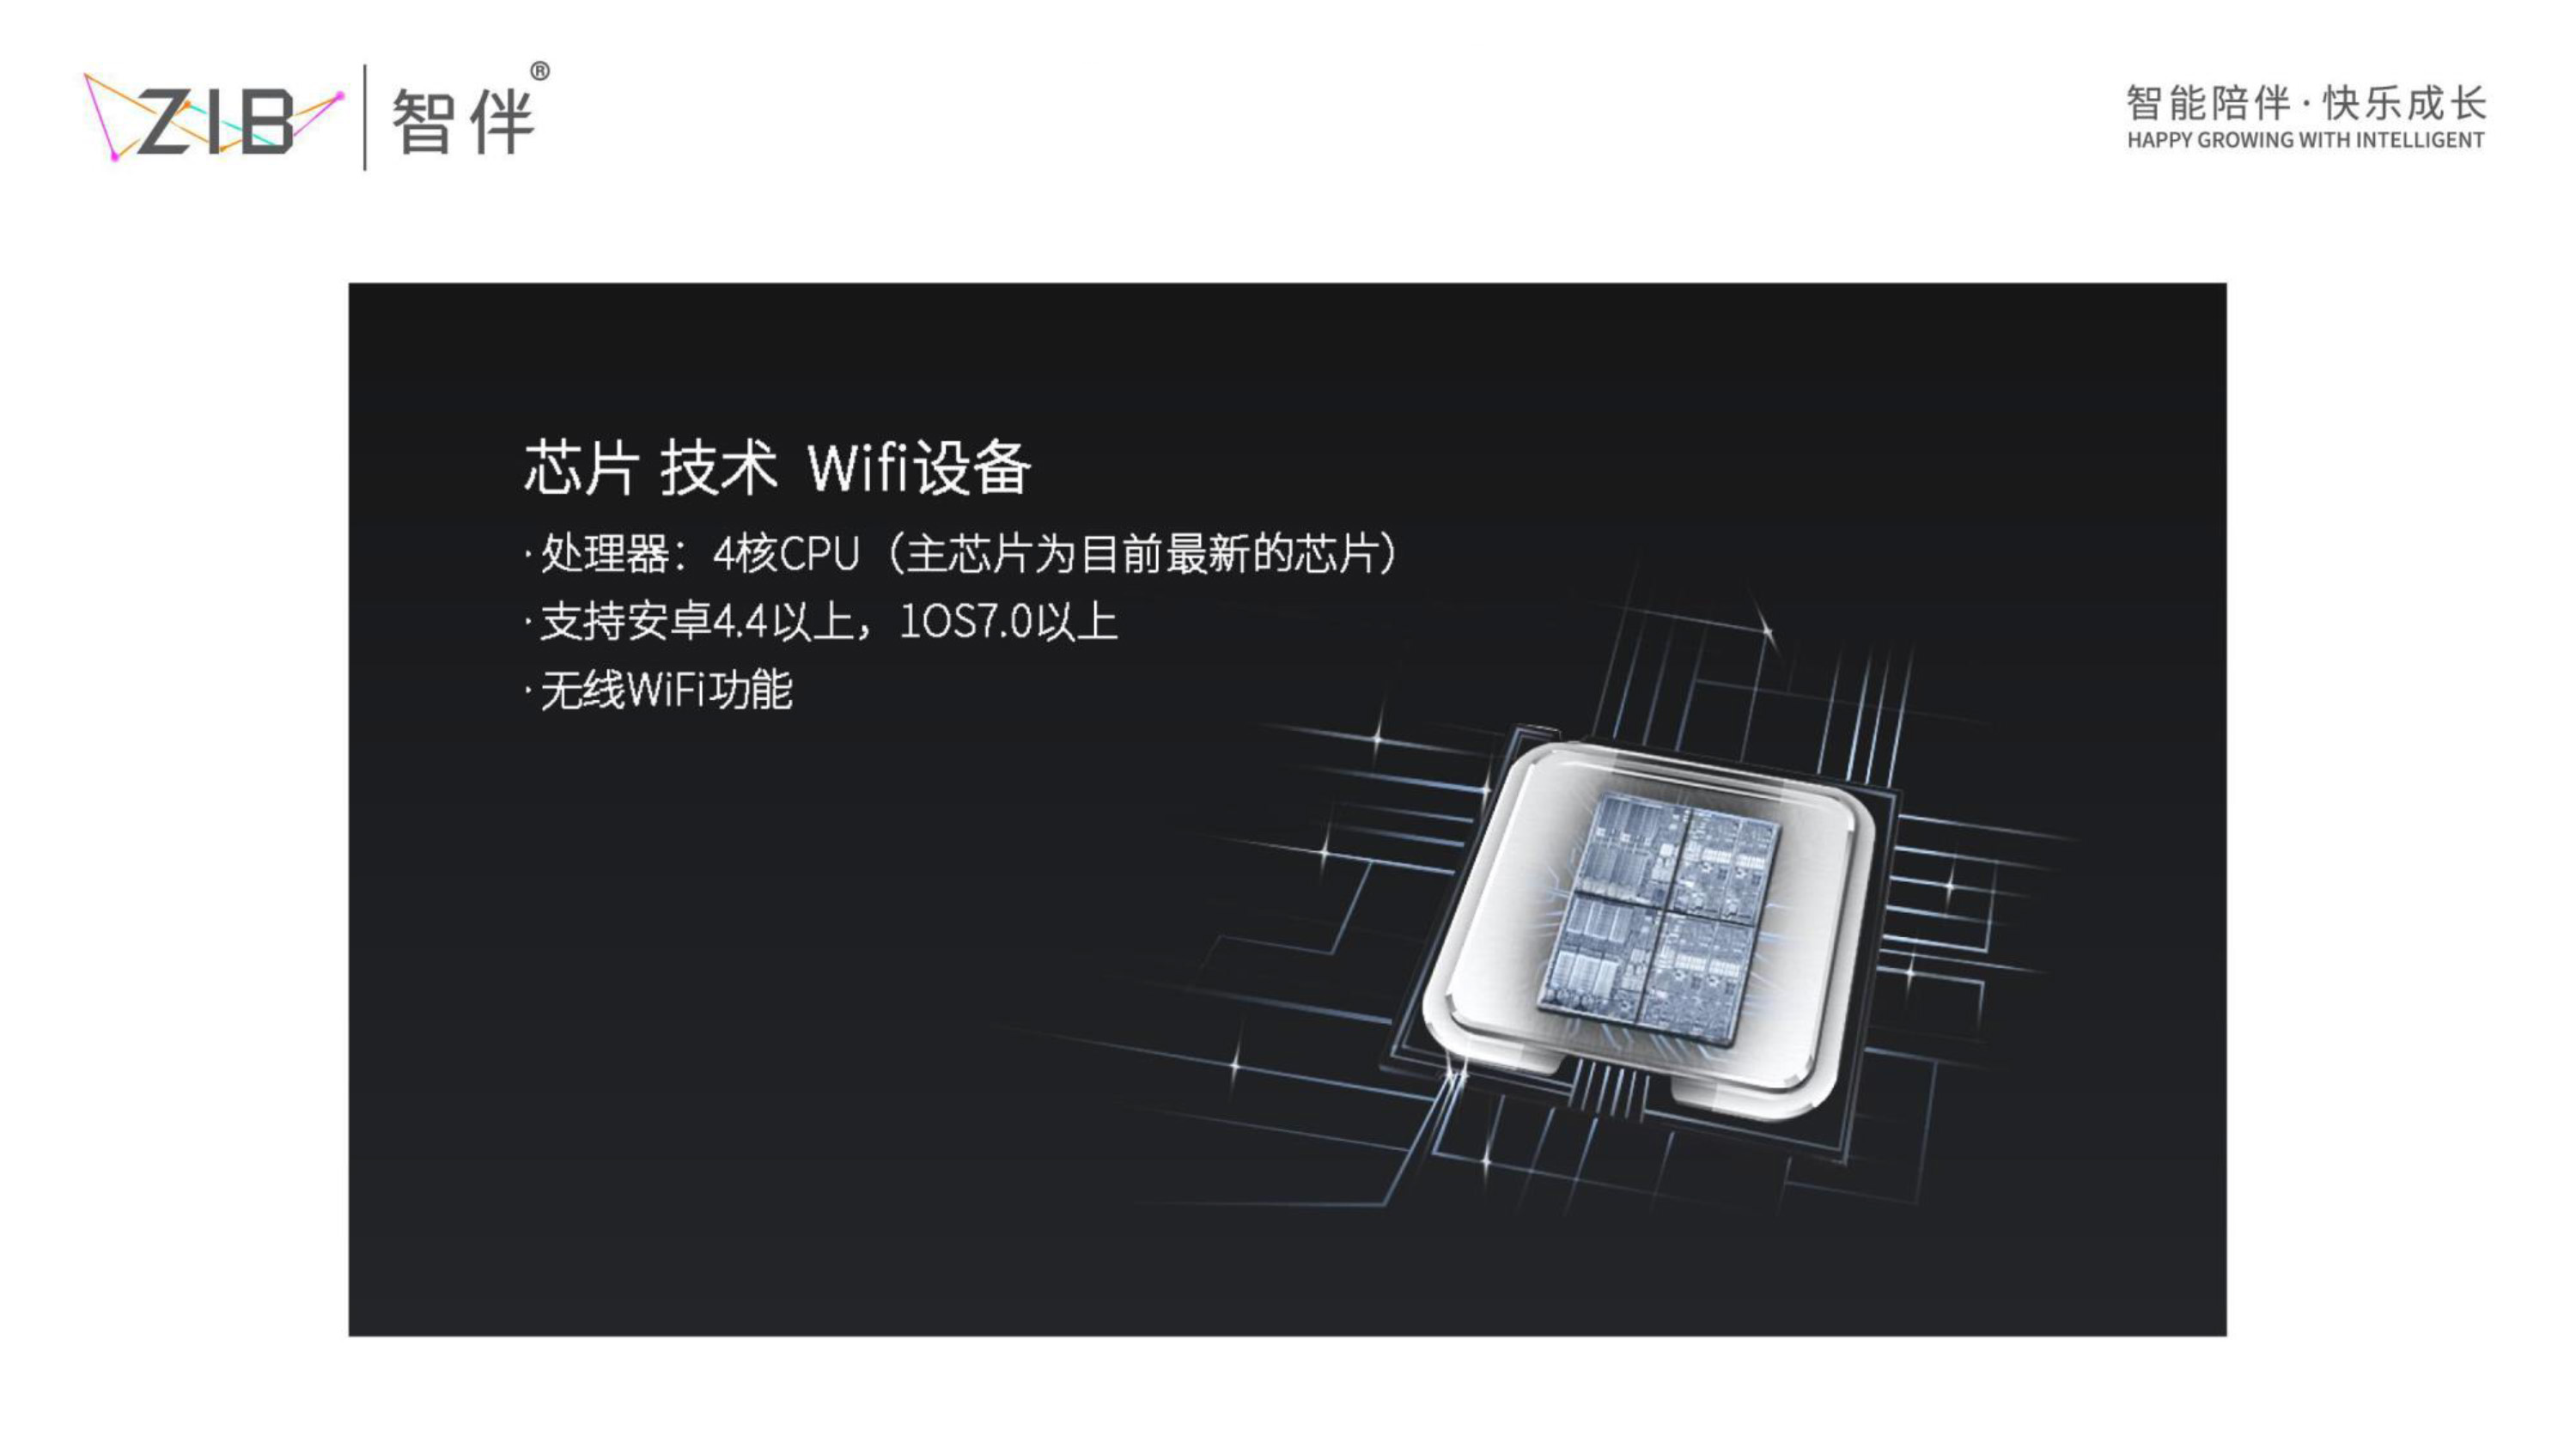 ZIB 智伴®
智能陪伴·快乐成长
HAPPY GROWING WITH INTELLIGENT
芯片 技术 Wifi设备
·处理器：4核CPU（主芯片为目前最新的芯片）
·支持安卓4.4以上，1OS7.0以上
·无线WiFi功能